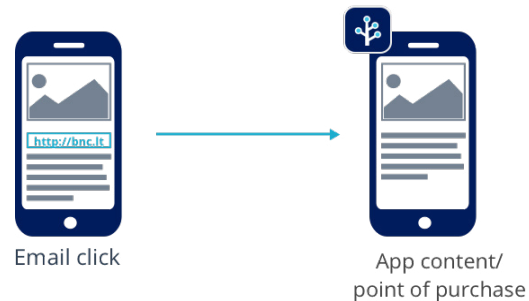 http://bnc.lt
Email click
App content/
point of purchase